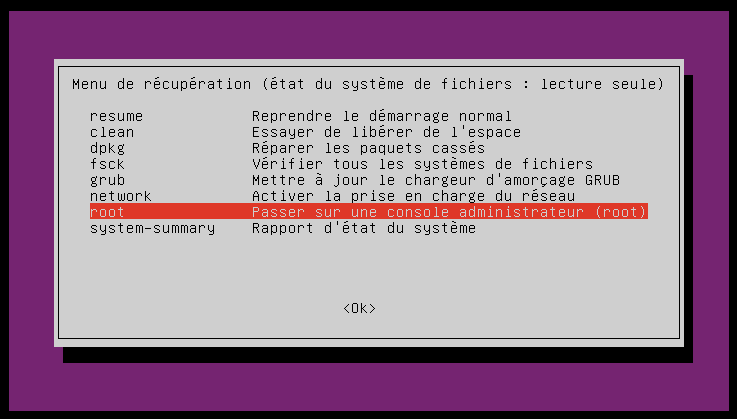 Menu de récupération (état du système de fichiers : lecture seule)
resume Reprendre le démarrage normal
clean Essayer de libérer de l'espace
dpkg Réparer les paquets cassés
fsck Vérifier tous les systèmes de fichiers
grub Mettre à jour le chargeur d'amorçage GRUB
network Activer la prise en charge du réseau
root Passer sur une console administrateur (root)
system-summary Rapport d'état du système
<Ok>